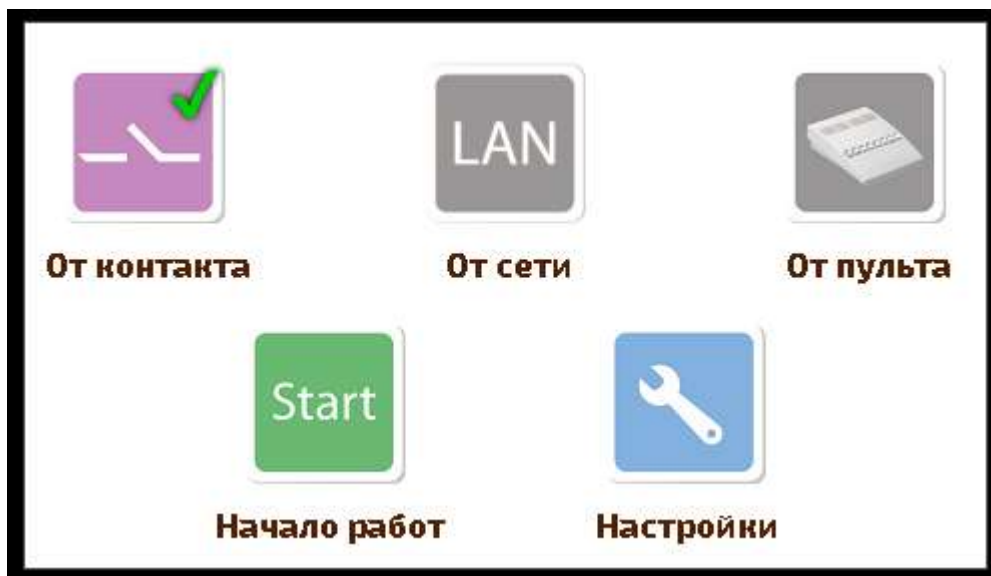 LAN
От контакта
От сети
От пульта
Start
Начало работ
Настройки